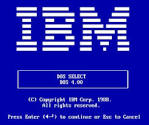 IBM
DOS SELECT
DOS 4.00
(C) Copyright IBM Corp. 1988.
All rights reserved.
Press Enter (◄─┘) to continue or Esc to Cancel